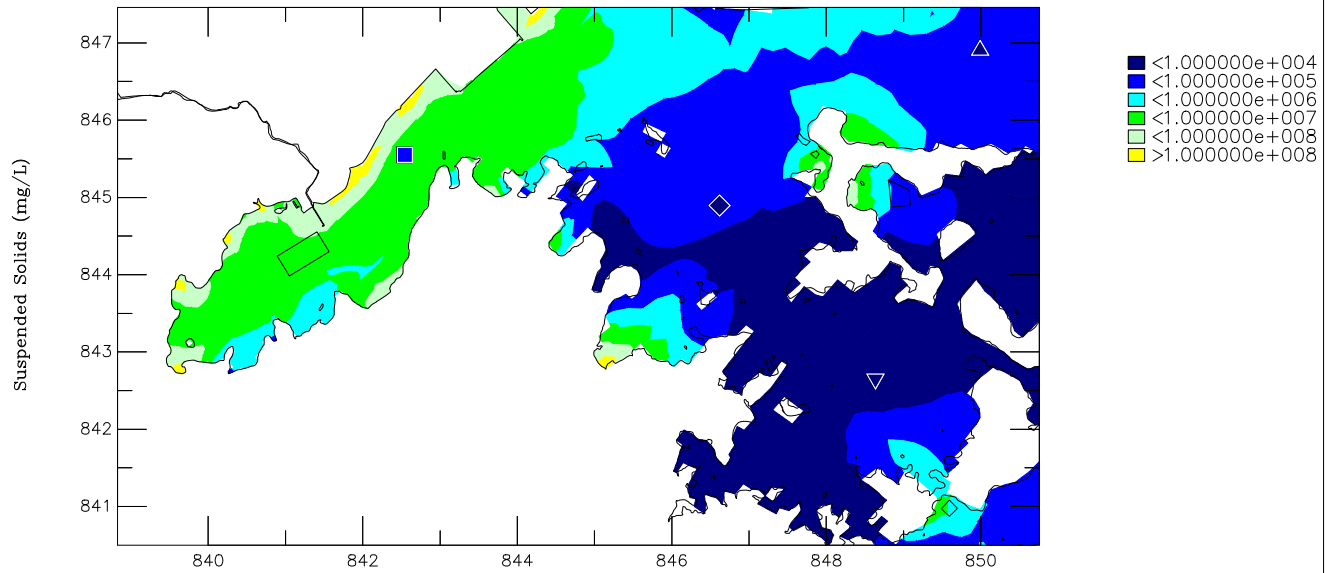 Suspended Solids (mg/L)
847
846
845
844
843
842
841
840 842 844 846 848 850
<1.000000e+004
<1.000000e+005
<1.000000e+006
<1.000000e+007
<1.000000e+008
>1.000000e+008